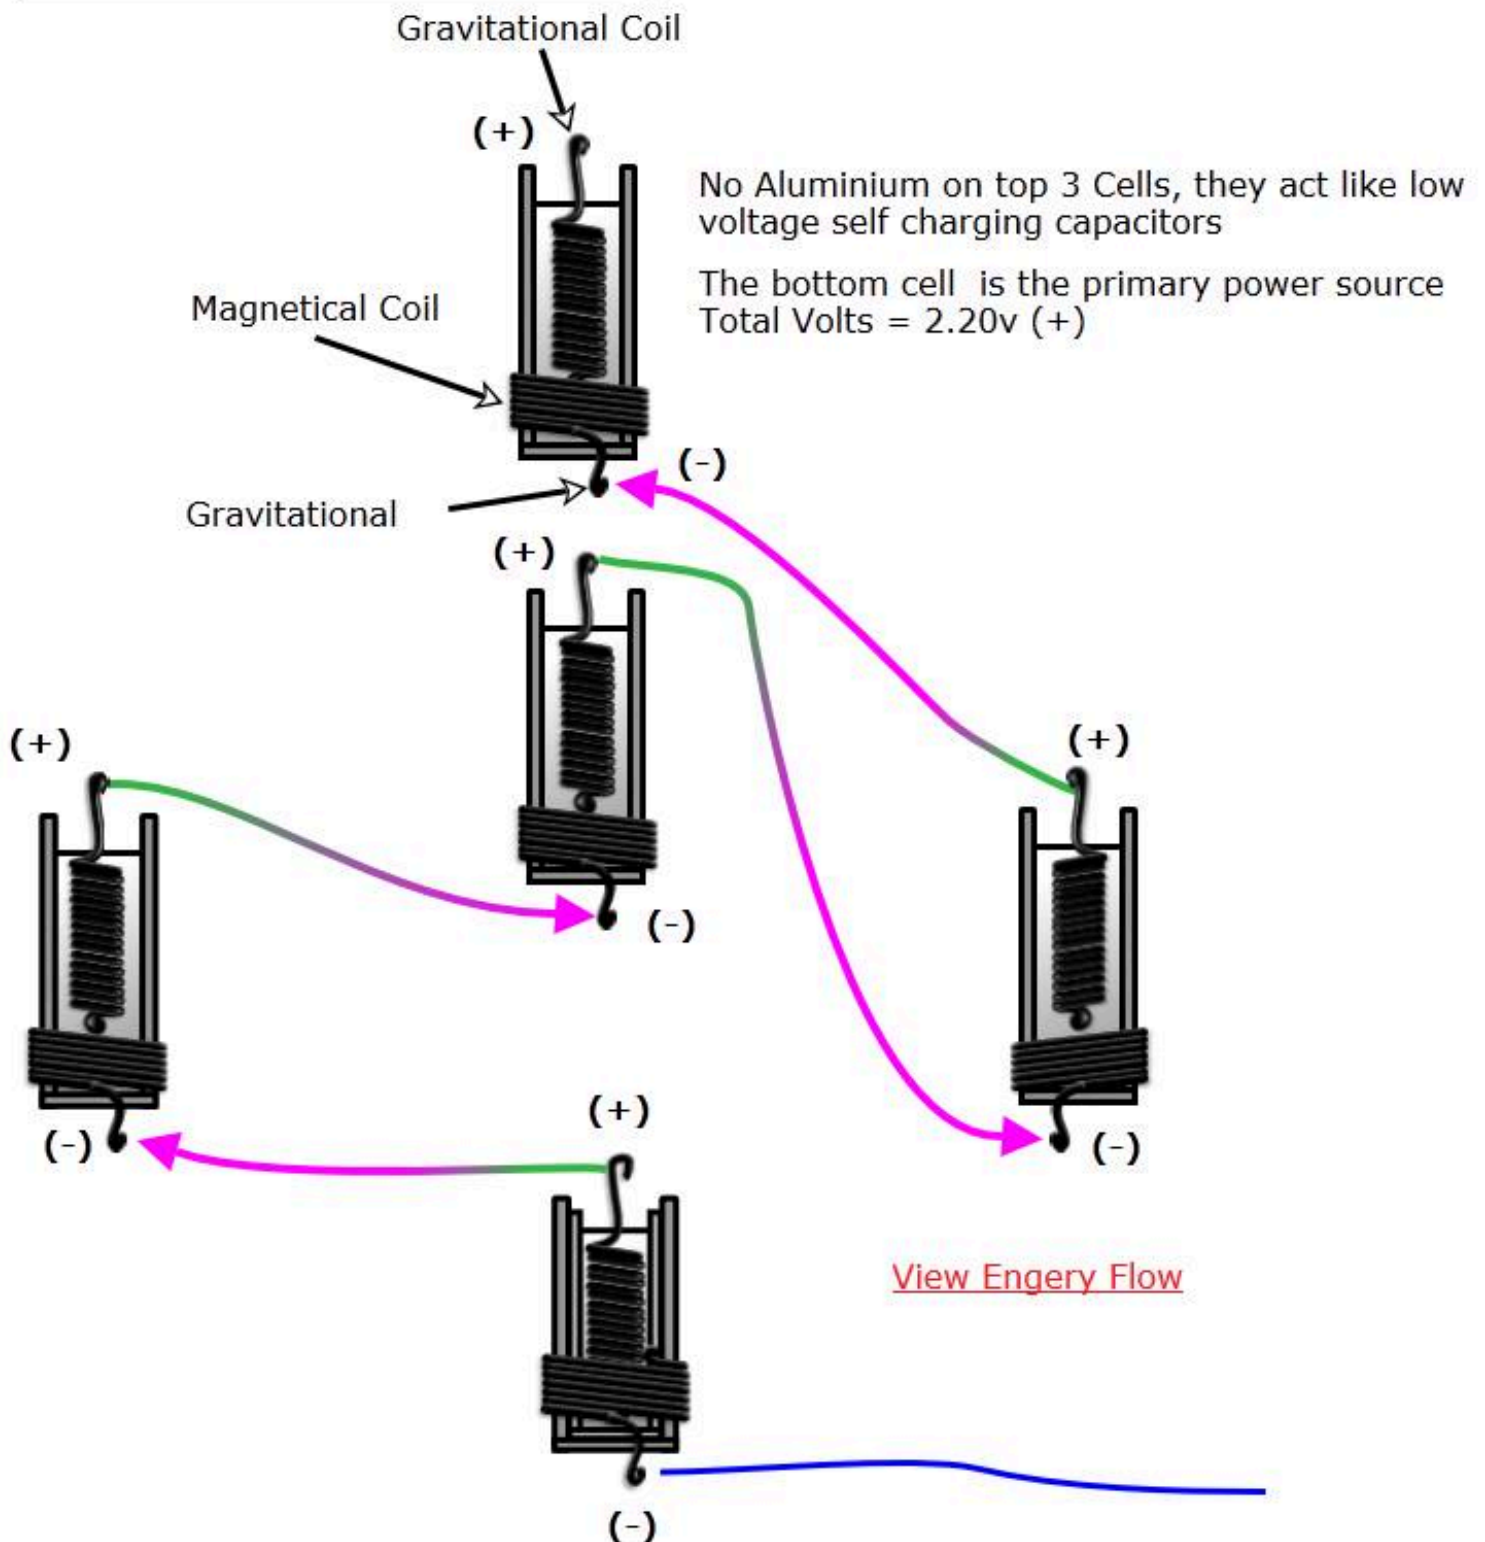 Gravitational Coil
(+)
No Aluminium on top 3 Cells, they act like low
voltage self charging capacitors
The bottom cell is the primary power source
Total Volts = 2.20v (+)
Magnetical Coil
(-)
Gravitational
(+)
(+)
(+)
(-)
(+)
(-)
(-)
View Engery Flow
(-)